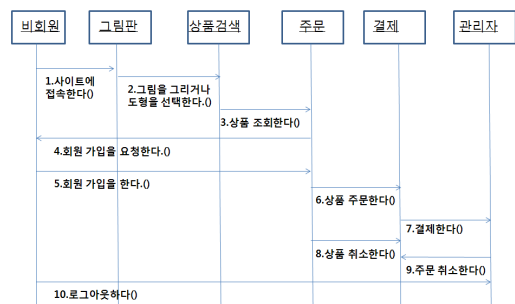 비회원 그림판 상품검색 주문 결제 관리자
1.사이트에
접속한다()
2.그림을 그리거나
도형을 선택한다.()
3.상품 조회한다()
4.회원 가입을 요청한다.()
5.회원 가입을 한다.()
6.상품 주문한다()
7.결제한다()
8.상품 취소한다()
9.주문 취소한다()
10.로그아웃하다()